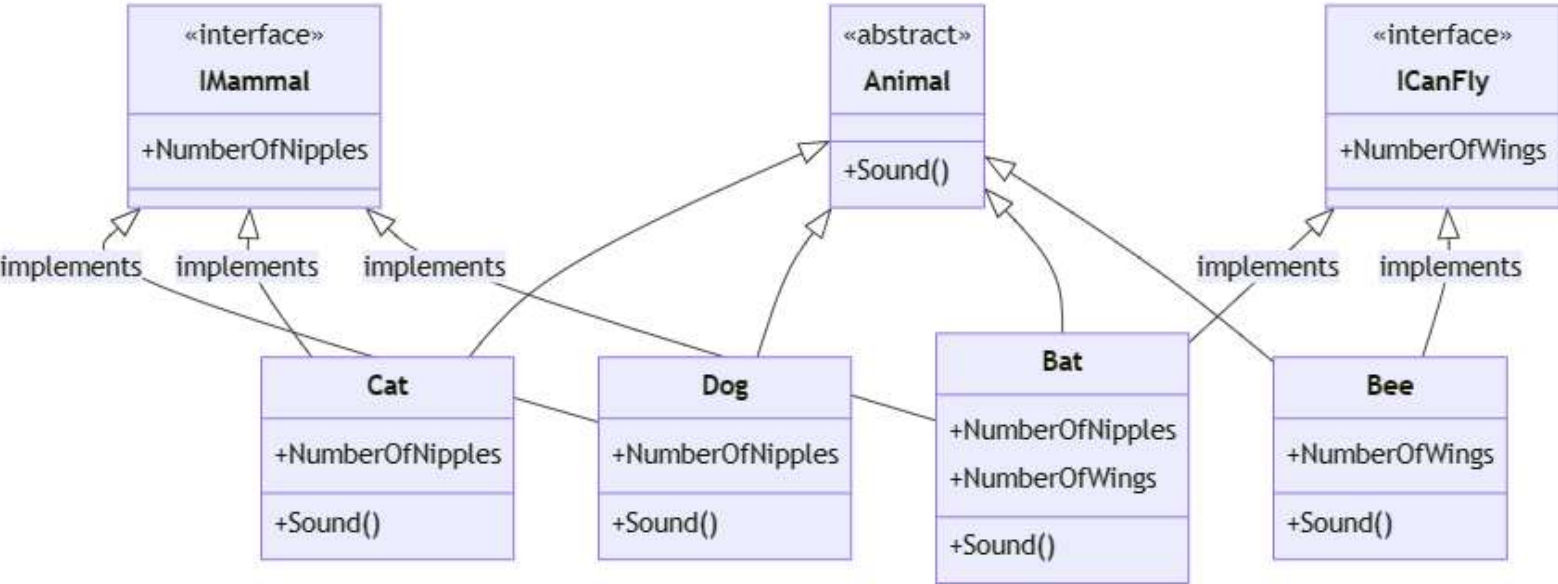 «interface»
IMammal
+NumberOfNipples
«abstract»
Animal
+Sound()
«interface»
ICanFly
+NumberOfWings
implements
implements
implements
implements
implements
Cat
+NumberOfNipples
+Sound()
Dog
+NumberOfNipples
+Sound()
Bat
+NumberOfNipples
+NumberOfWings
+Sound()
Bee
+NumberOfWings
+Sound()